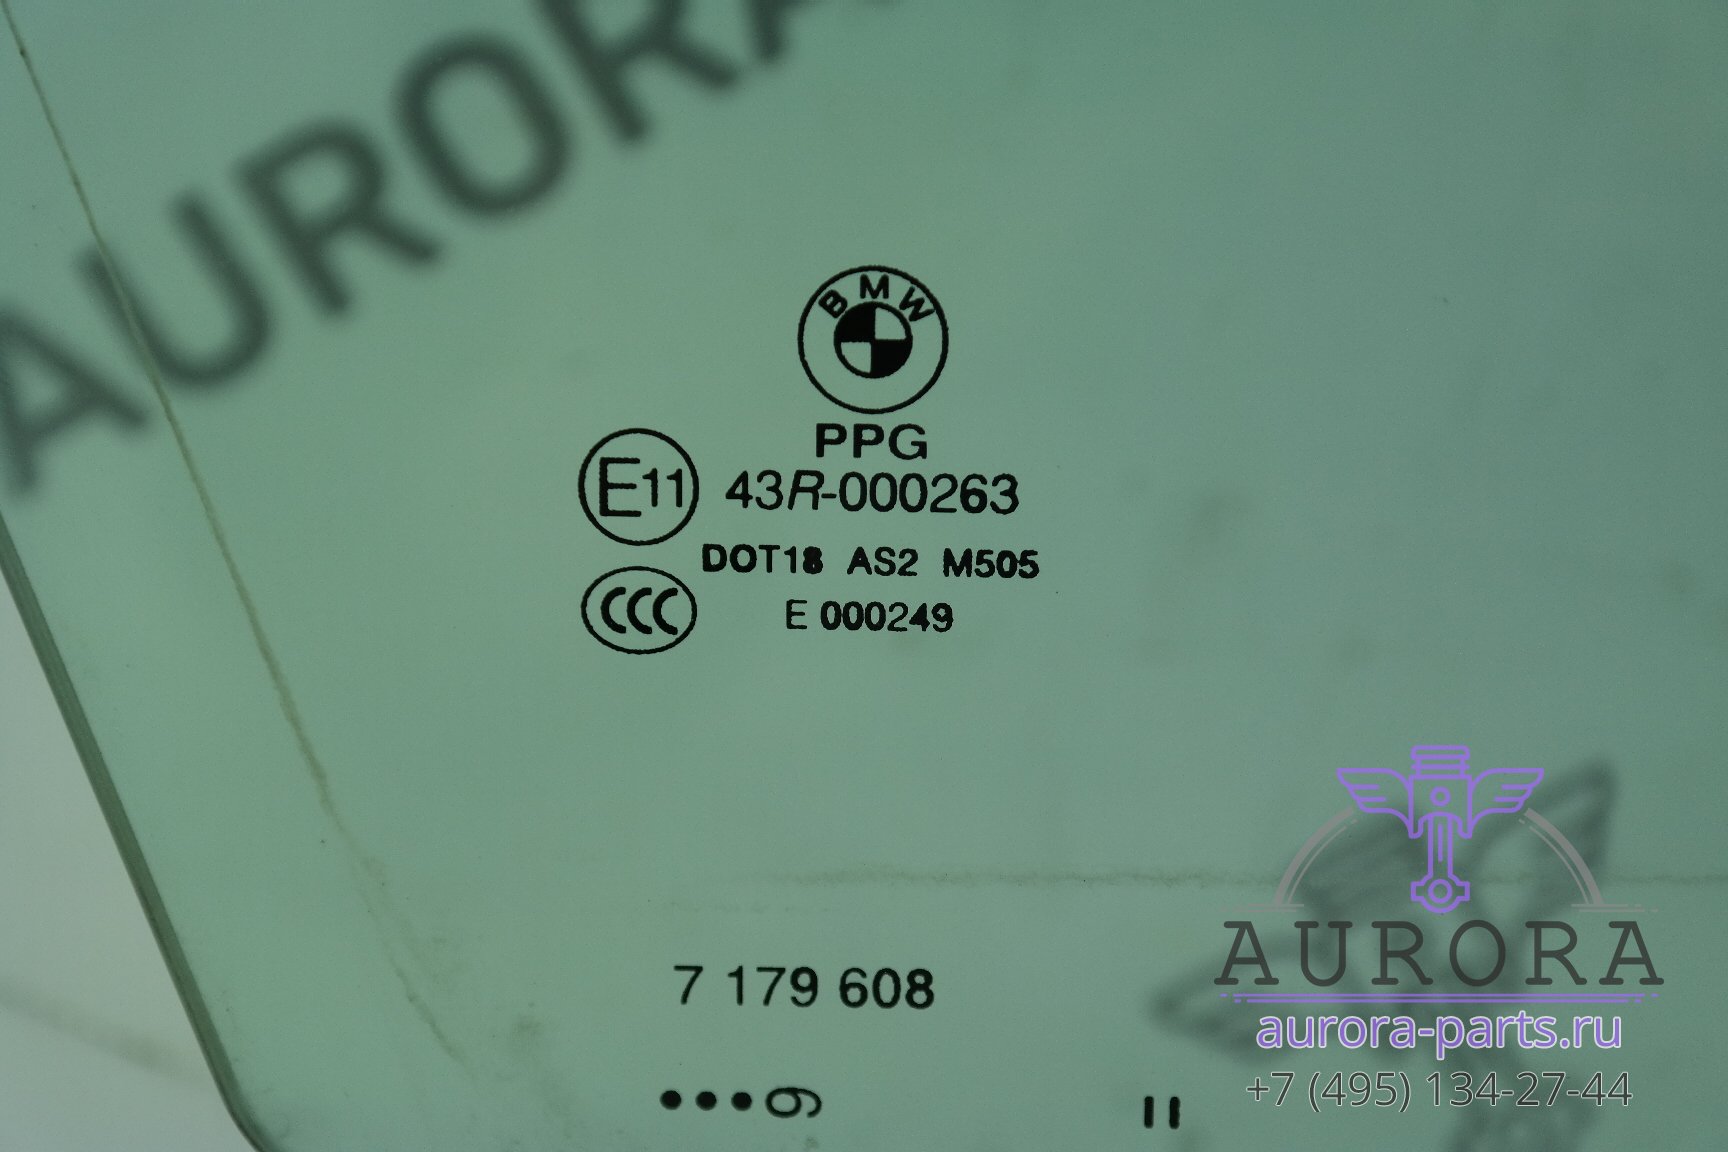 AURORA
BMW
PPG
E11 43R-000263
DOT18 AS2 M505
CCC E 000249
7 179 608
•••9 II
AURORA
aurora-parts.ru
+7 (495) 134-27-44